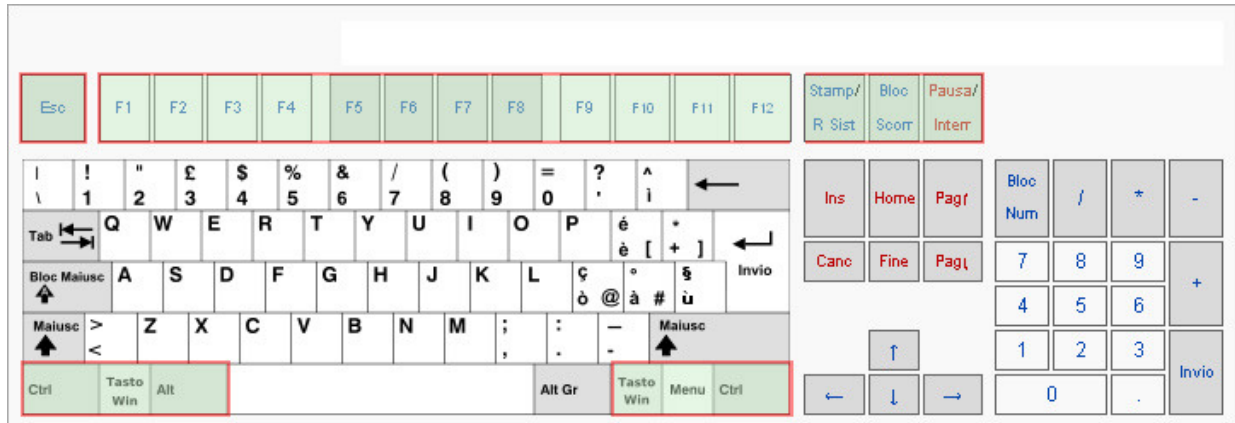 Esc F1 F2 F3 F4 F5 F6 F7 F8 F9 F10 F11 F12 Stamp/ Bloc Pausa/
R Sist Scorr Interr
| ! " £ $ % & / ( ) = ? ^
\ 1 2 3 4 5 6 7 8 9 0 ' ì
Ins Home Pag↑ Bloc Num / * -
Tab Q W E R T Y U I O P é *
è [ + ] Invio
Canc Fine Pag↓ 7 8 9 +
Bloc Maiusc A S D F G H J K L ç ° §
ò @ à # ù
4 5 6
Maiusc > Z X C V B N M ; : _ Maiusc
< , . -
↑ 1 2 3 Invio
Ctrl Tasto Win Alt Alt Gr Tasto Win Menu Ctrl
← ↓ → 0 .